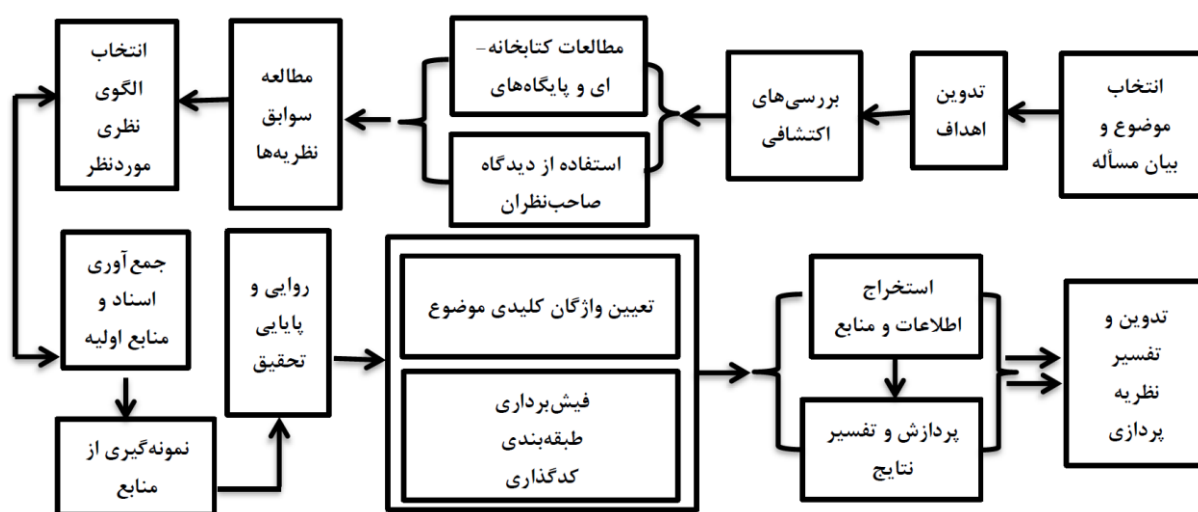 انتخاب
موضوع و
بیان مسأله
تدوین
اهداف
بررسی‌های
اکتشافی
مطالعات کتابخانه–
ای و پایگاه‌های
استفاده از دیدگاه
صاحب‌نظران
مطالعه
سوابق
نظریه‌ها
انتخاب
الگوی
نظری
موردنظر
جمع‌آوری
اسناد و
منابع اولیه
نمونه‌گیری از
منابع
روایی و
پایایی
تحقیق
تعیین واژگان کلیدی موضوع
فیش‌برداری
طبقه‌بندی
کدگذاری
استخراج
اطلاعات و منابع
پردازش و تفسیر
نتایج
تدوین و
تفسیر
نظریه
پردازی